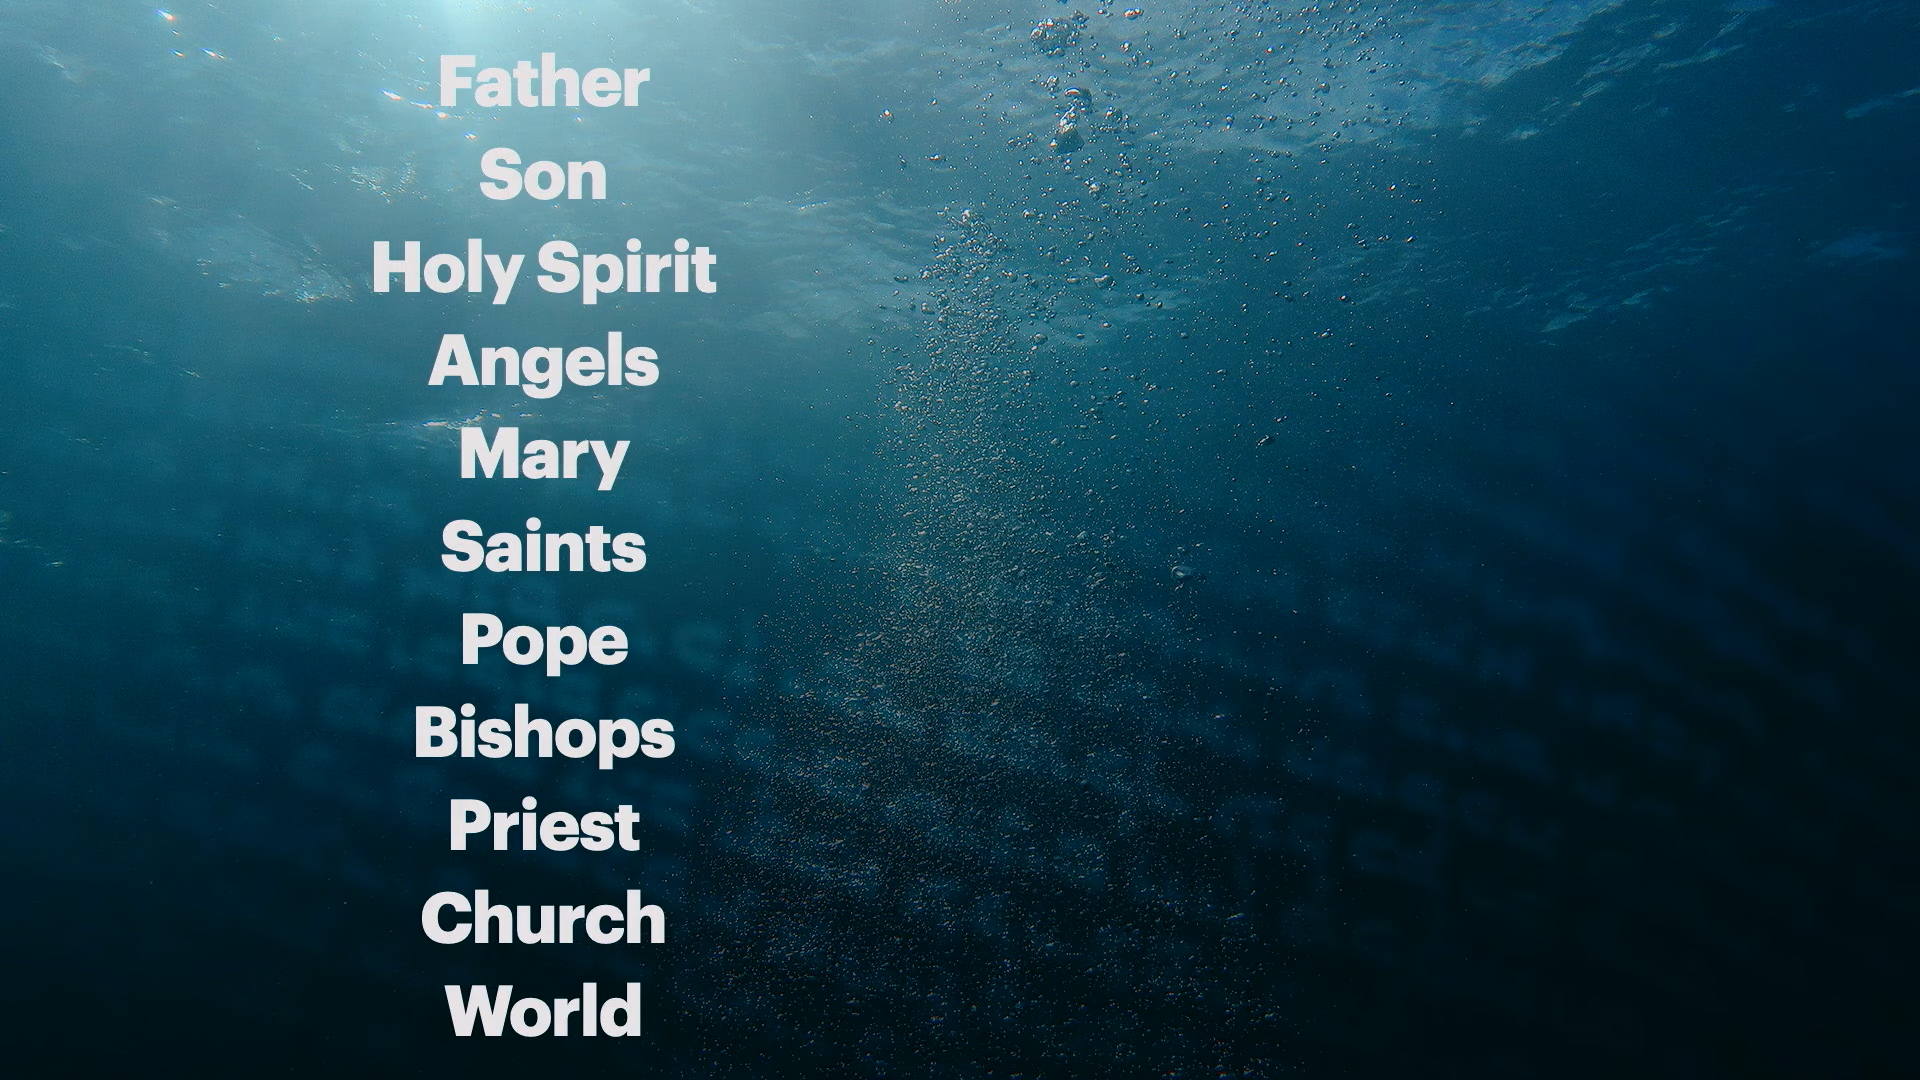 Father
Son
Holy Spirit
Angels
Mary
Saints
Pope
Bishops
Priest
Church
World